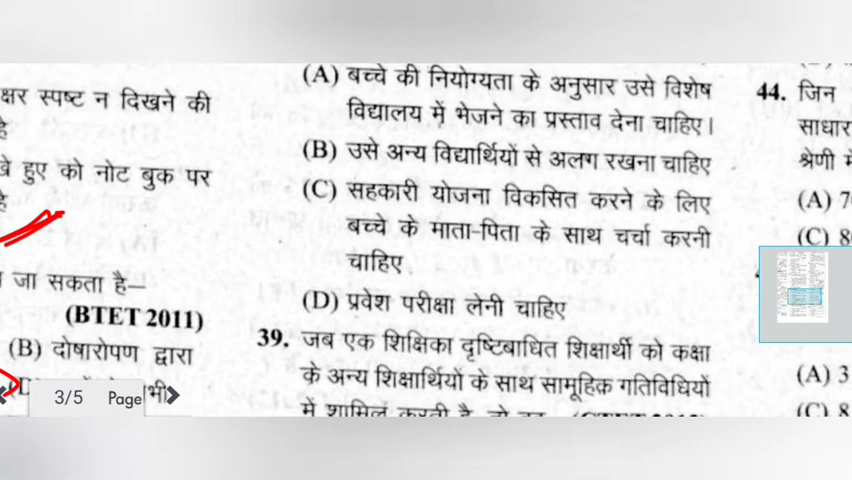 क्षर स्पष्ट न दिखने की
है
खे हुए को नोट बुक पर
है
जा सकता है—
(BTET 2011)
(B) दोषारोपण द्वारा
भी
(A) बच्चे की नियोग्यता के अनुसार उसे विशेष
विद्यालय में भेजने का प्रस्ताव देना चाहिए।
(B) उसे अन्य विद्यार्थियों से अलग रखना चाहिए
(C) सहकारी योजना विकसित करने के लिए
बच्चे के माता-पिता के साथ चर्चा करनी
चाहिए
(D) प्रवेश परीक्षा लेनी चाहिए
39. जब एक शिक्षिका दृष्टिबाधित शिक्षार्थी को कक्षा
के अन्य शिक्षार्थियों के साथ सामूहिक गतिविधियों
में शामिल करती है
44. जिन
साधार
श्रेणी में
(A) 7
(C) 8
(A) 3
(C) 8
3/5 Page